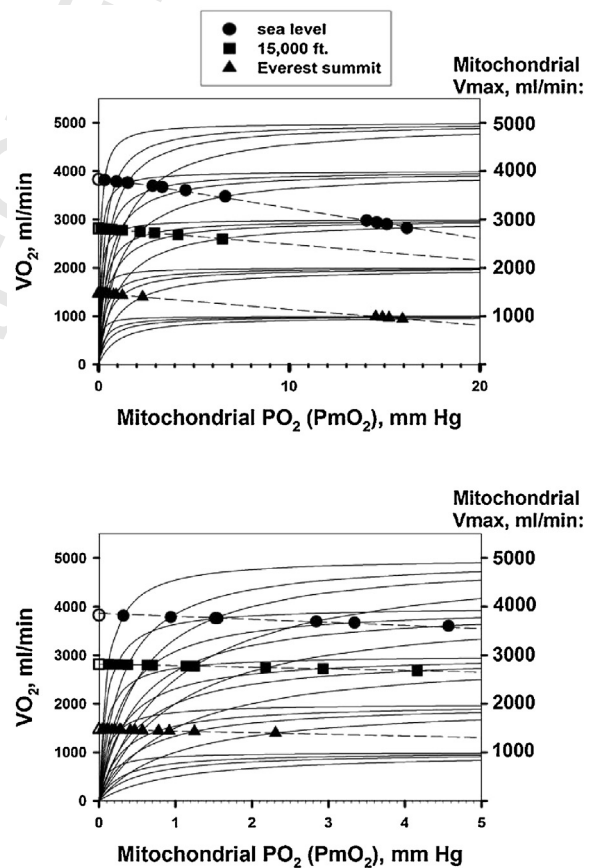 sea level
15,000 ft.
Everest summit
Mitochondrial
Vmax, ml/min:
5000
4000
3000
2000
1000
0
5000
4000
3000
2000
1000
VO₂, ml/min
0
10
20
Mitochondrial PO₂ (PmO₂), mm Hg
Mitochondrial
Vmax, ml/min:
5000
4000
3000
2000
1000
0
5000
4000
3000
2000
1000
VO₂, ml/min
0
1
2
3
4
5
Mitochondrial PO₂ (PmO₂), mm Hg